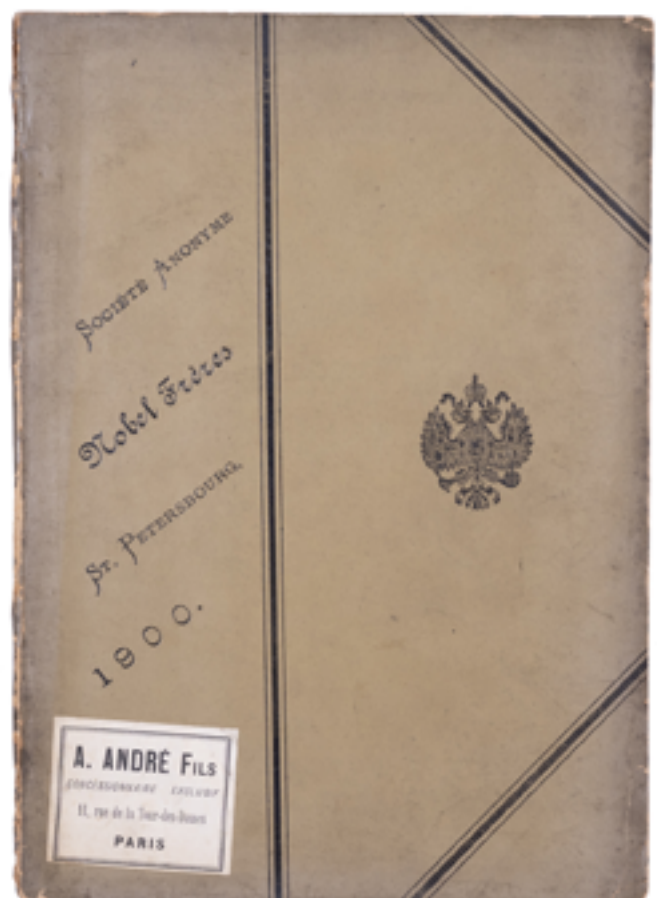 Société Anonyme
Nobel Frères
St. Petersbourg.
1900.
A. ANDRÉ FILS
CONCESSIONNAIRE EXCLUSIF
11, rue de la Tour-des-Dames
PARIS